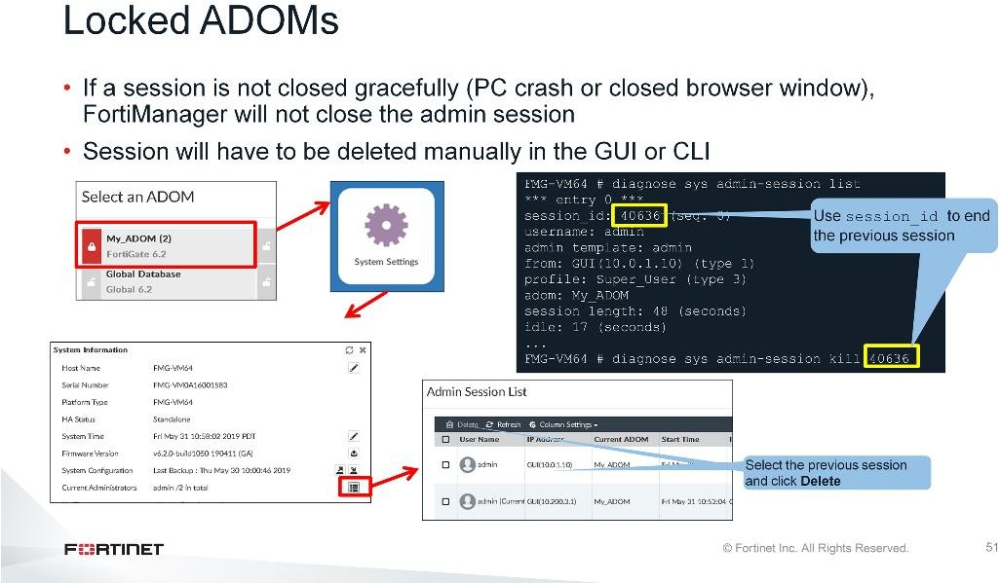 Locked ADOMs
• If a session is not closed gracefully (PC crash or closed browser window),
FortiManager will not close the admin session
• Session will have to be deleted manually in the GUI or CLI
Select an ADOM
My_ADOM (2)
FortiGate 6.2
Global Database
Global 6.2
System Settings
FMG-VM64 # diagnose sys admin-session list
*** entry 0 ***
session_id: 40636 (seq: 0)
username: admin
admin template: admin
from: GUI(10.0.1.10) (type 1)
profile: Super_User (type 3)
adom: My_ADOM
session length: 48 (seconds)
idle: 17 (seconds)
...
FMG-VM64 # diagnose sys admin-session kill 40636
Use session_id to end
the previous session
System Information
Host Name FMG-VM64
Serial Number FMG-VM0A16001583
Platform Type FMG-VM64
HA Status Standalone
System Time Fri May 31 10:58:02 2019 PDT
Firmware Version v6.2.0-build1050 190411 (GA)
System Configuration Last Backup : Thu May 30 10:00:46 2019
Current Administrators admin /2 in total
Admin Session List
Delete Refresh Column Settings
User Name IP Address Current ADOM Start Time
admin GUI(10.0.1.10) My_ADOM Fri
admin (Current GUI(10.200.3.1) My_ADOM Fri May 31 10:53:04
Select the previous session
and click Delete
FORTINET
© Fortinet Inc. All Rights Reserved.
51